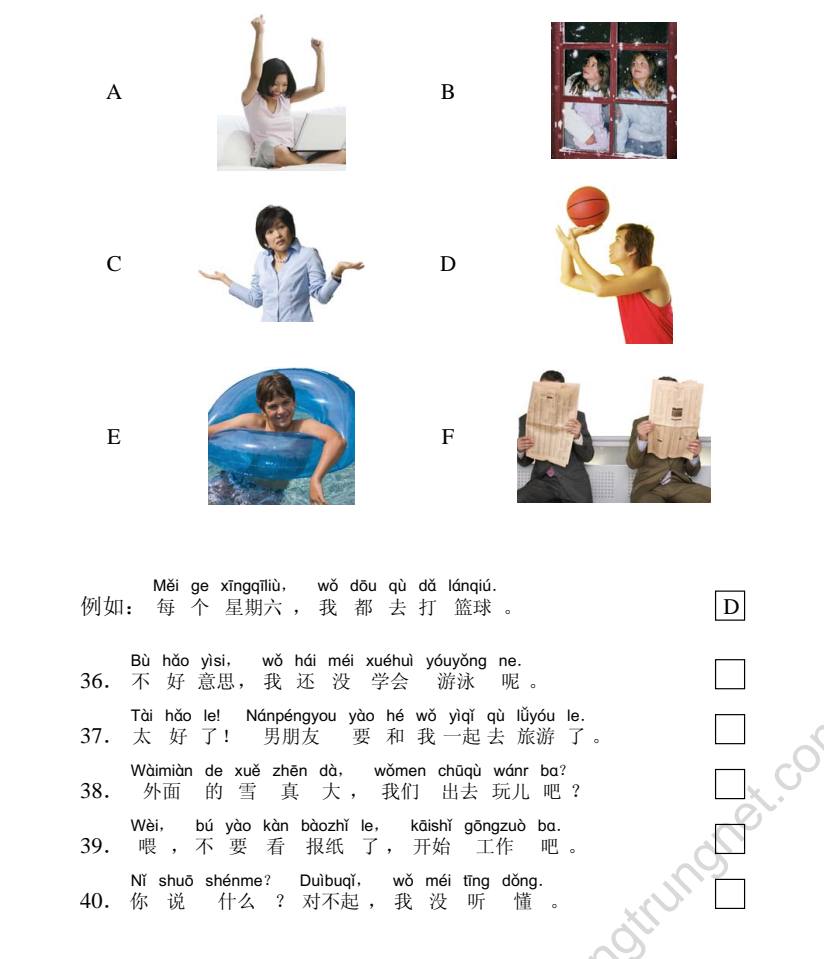 A
B
C
D
E
F
Měi ge xīngqīliù, wǒ dōu qù dǎ lánqiú.
例如： 每 个 星期六， 我 都 去 打 篮球 。 D
Bù hǎo yìsi, wǒ hái méi xuéhuì yóuyǒng ne.
36. 不 好 意思， 我 还 没 学会 游泳 呢 。
Tài hǎo le! Nánpéngyou yào hé wǒ yìqǐ qù lǚyóu le.
37. 太 好 了！ 男朋友 要 和 我 一起 去 旅游 了 。
Wàimiàn de xuě zhēn dà, wǒmen chūqù wánr ba?
38. 外面 的 雪 真 大 ， 我们 出去 玩儿 吧 ？
Wèi, bú yào kàn bàozhǐ le, kāishǐ gōngzuò ba.
39. 喂 ， 不 要 看 报纸 了 ， 开始 工作 吧 。
Nǐ shuō shénme? Duìbuqǐ, wǒ méi tīng dǒng.
40. 你 说 什么 ？ 对不起 ， 我 没 听 懂 。
ngtrungnet.con